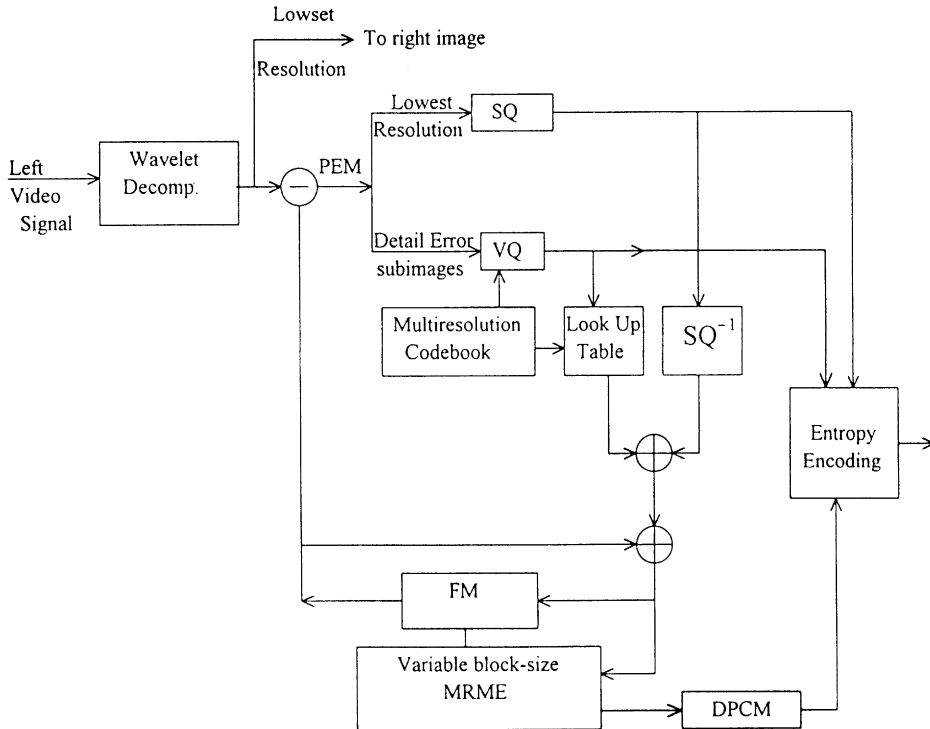 Lowset
To right image
Resolution
Lowest
Resolution
SQ
Left
Video
Signal
Wavelet
Decomp.
−
PEM
Detail Error
subimages
VQ
Multiresolution
Codebook
Look Up
Table
SQ⁻¹
Entropy
Encoding
FM
Variable block-size
MRME
DPCM